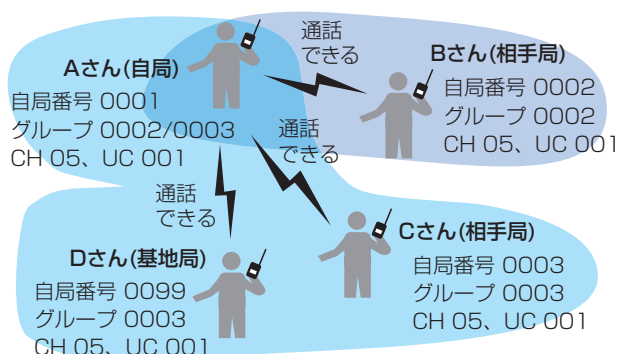 Aさん(自局)
自局番号 0001
グループ 0002/0003
CH 05、UC 001
通話
できる
Bさん(相手局)
自局番号 0002
グループ 0002
CH 05、UC 001
通話
できる
通話
できる
Cさん(相手局)
自局番号 0003
グループ 0003
CH 05、UC 001
Dさん(基地局)
自局番号 0099
グループ 0003
CH 05、UC 001